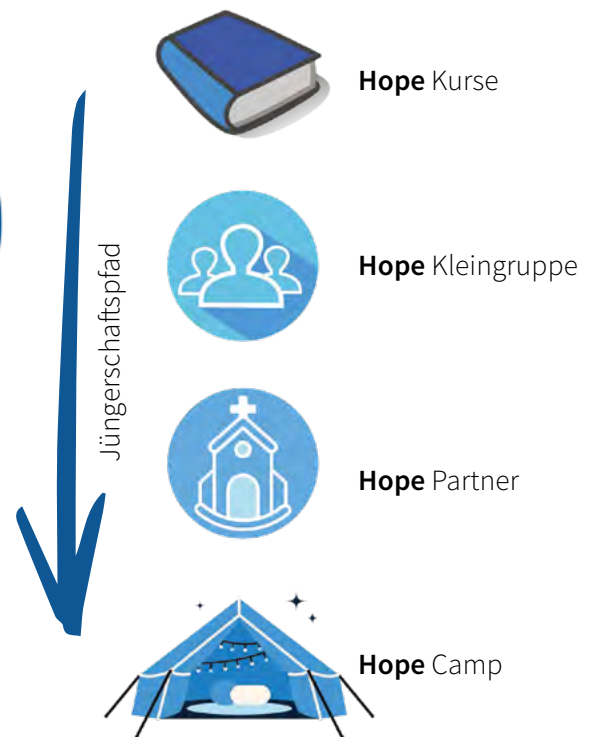 Hope Kurse
Jüngerschaftspfad
Hope Kleingruppe
Hope Partner
Hope Camp